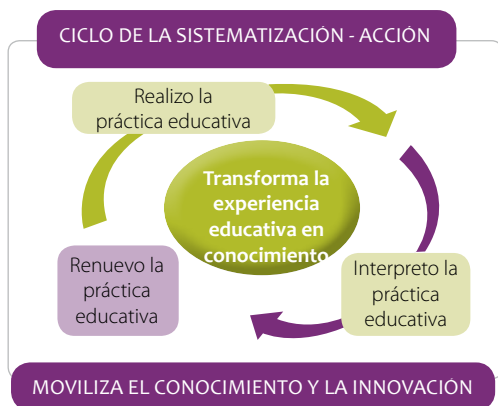 CICLO DE LA SISTEMATIZACIÓN - ACCIÓN
Realizo la
práctica educativa
Transforma la
experiencia
educativa en
conocimiento
Renuevo la
práctica
educativa
Interpreto la
práctica
educativa
MOVILIZA EL CONOCIMIENTO Y LA INNOVACIÓN